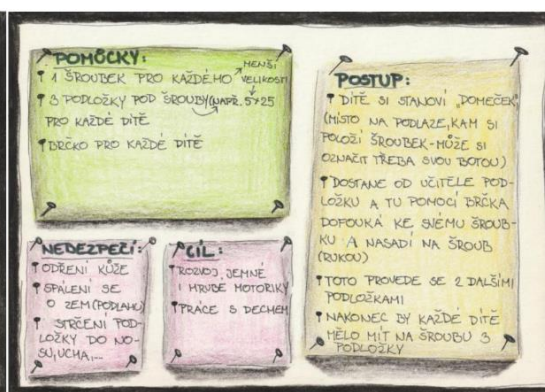 POMŮCKY:
1 ŠROUBEK PRO KAŽDÉHO MENŠÍ VELIKOSTI
3 PODLOŽKY POD ŠROUBY (NAPŘ. 5×25
PRO KAŽDÉ DÍTĚ
BRČKO PRO KAŽDÉ DÍTĚ
NEBEZPEČÍ:
ODŘENÍ KŮŽE
SPÁLENÍ SE
O ZEM (PODLAHU)
STRČENÍ POD-
LOŽKY DO NO-
SU, UCHA,...
CÍL:
ROZVOJ JEMNÉ
I HRUBÉ MOTORIKY
PRÁCE S DECHEM
POSTUP:
DÍTĚ SI STANOVÍ „DOMEČEK"
(MÍSTO NA PODLAZE, KAM SI
POLOŽÍ ŠROUBEK - MŮŽE SI
OZNAČIT TŘEBA SVOU BOTOU)
DOSTANE OD UČITELE POD-
LOŽKU A TU POMOCÍ BRČKA
DOFOUKÁ KE SVÉMU ŠROUB-
KU A NASADÍ NA ŠROUB
(RUKOU)
TOTO PROVEDE SE 2 DALŠÍMI
PODLOŽKAMI
NAKONEC BY KAŽDÉ DÍTĚ
MĚLO MÍT NA ŠROUBU 3
PODLOŽKY